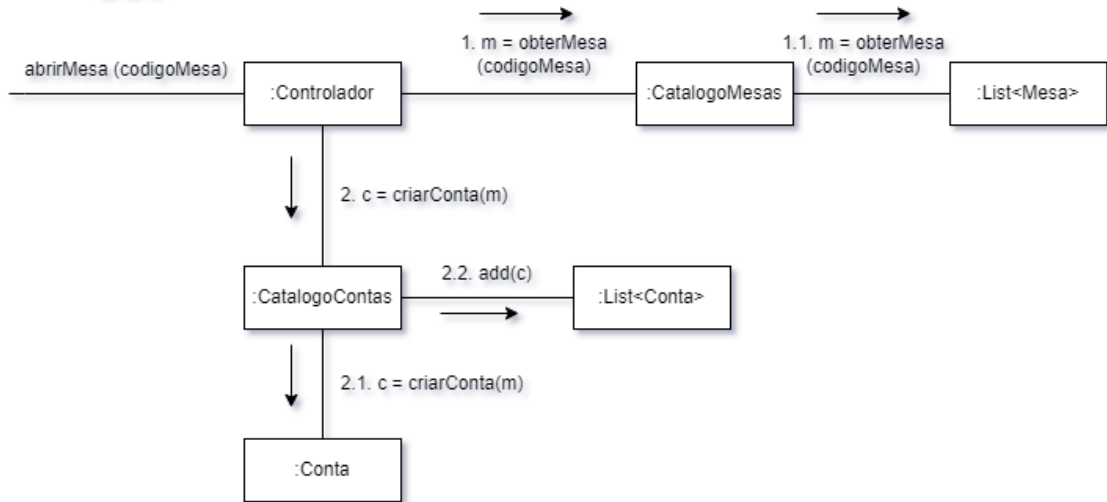 1. m = obterMesa
(codigoMesa)
1.1. m = obterMesa
(codigoMesa)
abrirMesa (codigoMesa)
:Controlador
:CatalogoMesas
:List<Mesa>
2. c = criarConta(m)
:CatalogoContas
2.2. add(c)
:List<Conta>
2.1. c = criarConta(m)
:Conta